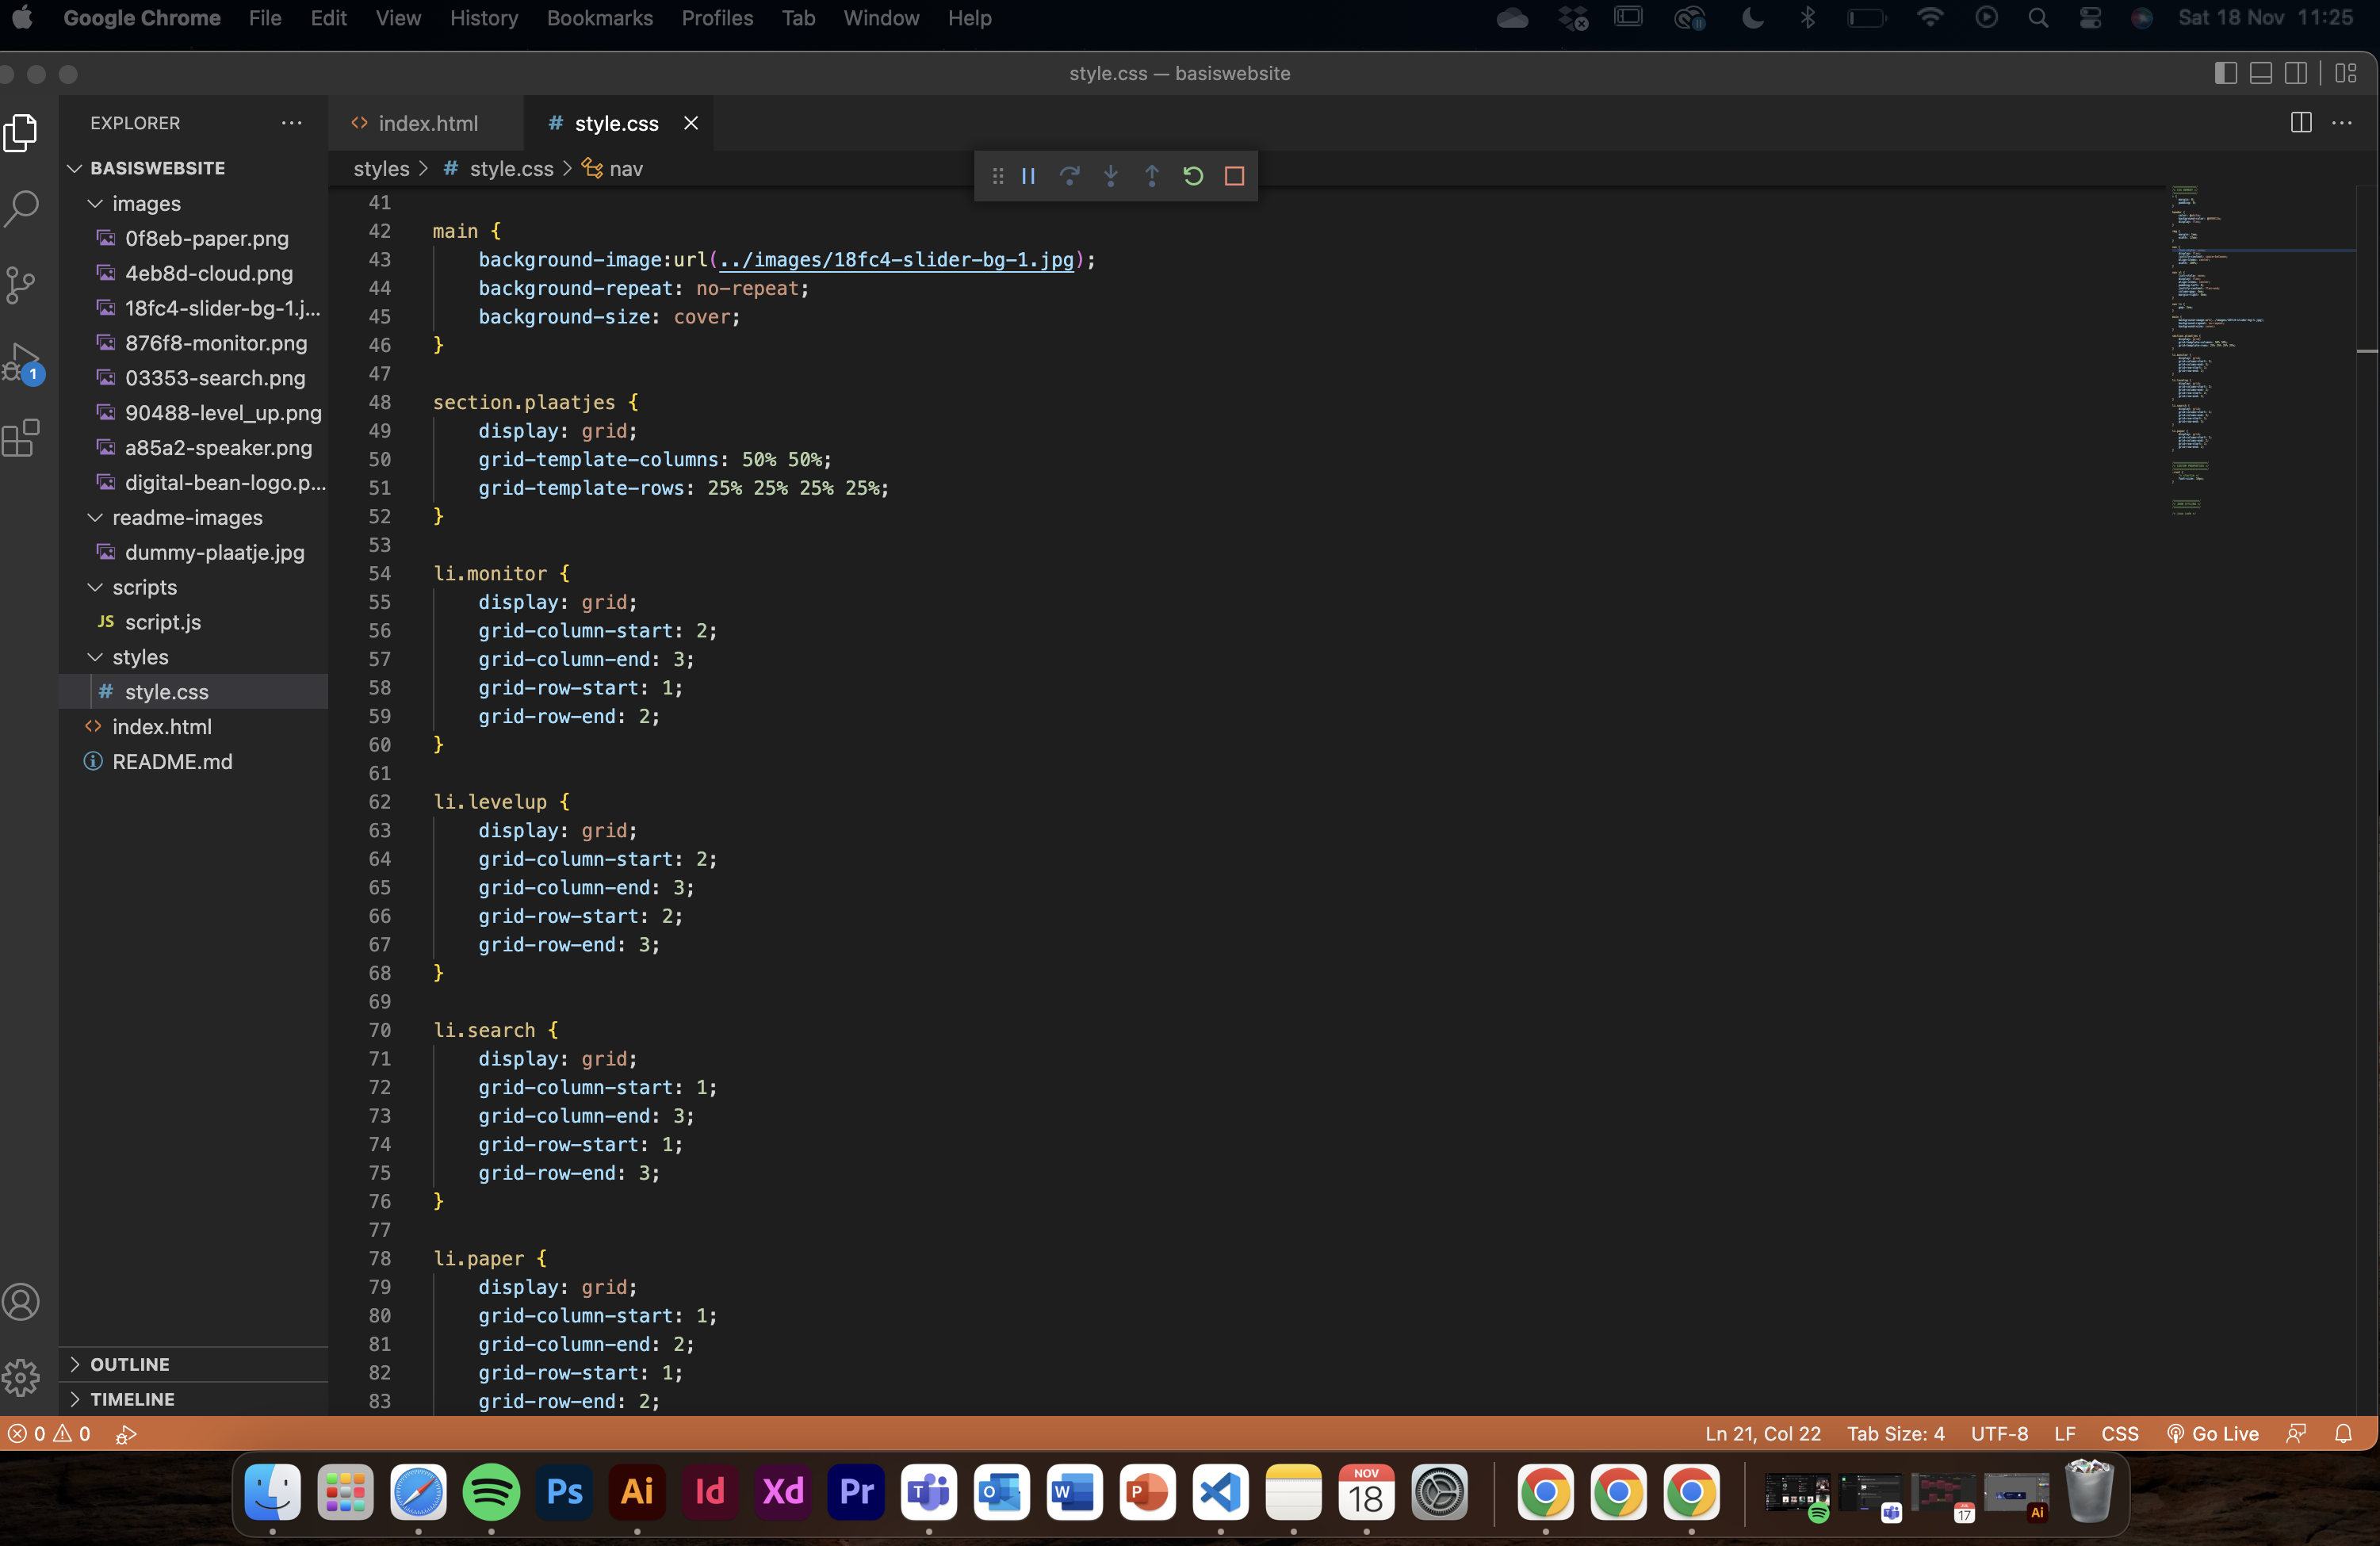 Google Chrome File Edit View History Bookmarks Profiles Tab Window Help Sat 18 Nov 11:25
style.css — basiswebsite
EXPLORER
index.html
# style.css
BASISWEBSITE
styles > # style.css > nav
images
0f8eb-paper.png
4eb8d-cloud.png
18fc4-slider-bg-1.j...
876f8-monitor.png
03353-search.png
90488-level_up.png
a85a2-speaker.png
digital-bean-logo.p...
readme-images
dummy-plaatje.jpg
scripts
JS script.js
styles
# style.css
index.html
README.md
1
OUTLINE
TIMELINE
41
42 main {
43 background-image:url(../images/18fc4-slider-bg-1.jpg);
44 background-repeat: no-repeat;
45 background-size: cover;
46 }
47
48 section.plaatjes {
49 display: grid;
50 grid-template-columns: 50% 50%;
51 grid-template-rows: 25% 25% 25% 25%;
52 }
53
54 li.monitor {
55 display: grid;
56 grid-column-start: 2;
57 grid-column-end: 3;
58 grid-row-start: 1;
59 grid-row-end: 2;
60 }
61
62 li.levelup {
63 display: grid;
64 grid-column-start: 2;
65 grid-column-end: 3;
66 grid-row-start: 2;
67 grid-row-end: 3;
68 }
69
70 li.search {
71 display: grid;
72 grid-column-start: 1;
73 grid-column-end: 3;
74 grid-row-start: 1;
75 grid-row-end: 3;
76 }
77
78 li.paper {
79 display: grid;
80 grid-column-start: 1;
81 grid-column-end: 2;
82 grid-row-start: 1;
83 grid-row-end: 2;
0 0 Ln 21, Col 22 Tab Size: 4 UTF-8 LF CSS Go Live
Ps Ai Id Xd Pr T O W P NOV 18 17 Ai